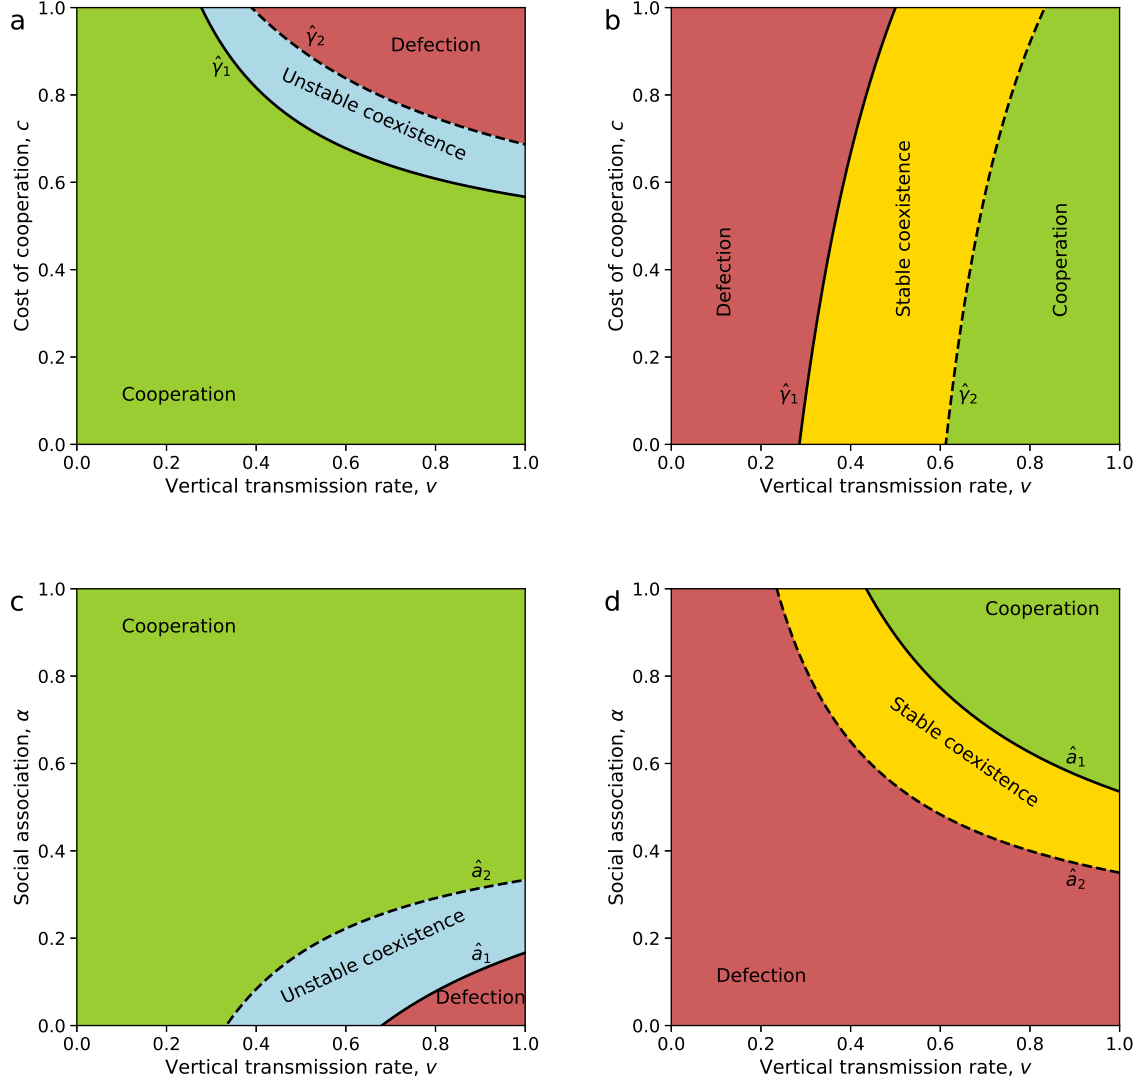 a
1.0
0.8
0.6
0.4
0.2
0.0
Cost of cooperation, c
γ̂1
γ̂2
Defection
Unstable coexistence
Cooperation
0.0 0.2 0.4 0.6 0.8 1.0
Vertical transmission rate, v
b
1.0
0.8
0.6
0.4
0.2
0.0
Cost of cooperation, c
Defection
Stable coexistence
Cooperation
γ̂1
γ̂2
0.0 0.2 0.4 0.6 0.8 1.0
Vertical transmission rate, v
c
1.0
0.8
0.6
0.4
0.2
0.0
Social association, α
Cooperation
â2
Unstable coexistence
â1
Defection
0.0 0.2 0.4 0.6 0.8 1.0
Vertical transmission rate, v
d
1.0
0.8
0.6
0.4
0.2
0.0
Social association, α
Cooperation
Stable coexistence
â1
â2
Defection
0.0 0.2 0.4 0.6 0.8 1.0
Vertical transmission rate, v